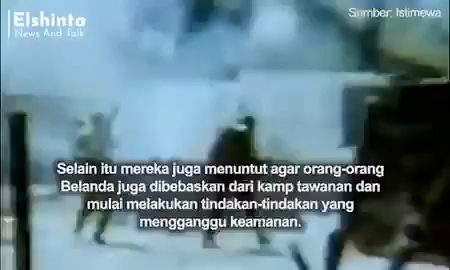 Elshinta
News And Talk
Sumber: Istimewa
Selain itu mereka juga menuntut agar orang-orang
Belanda juga dibebaskan dari kamp tawanan dan
mulai melakukan tindakan-tindakan yang
mengganggu keamanan.